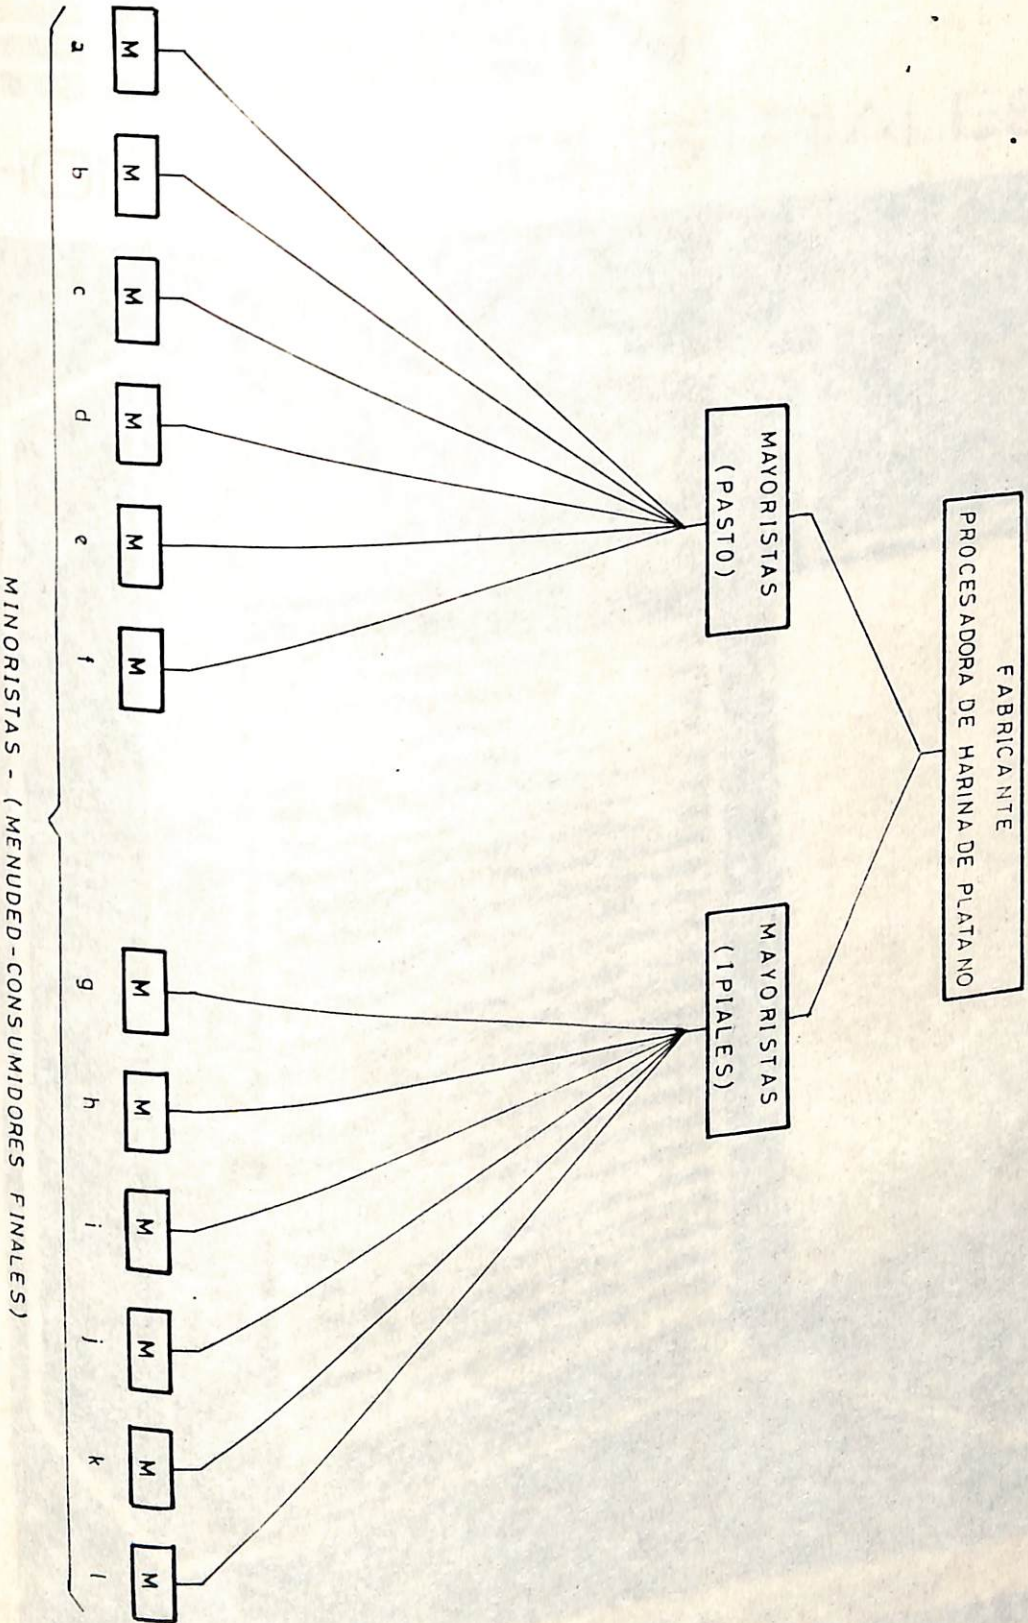 FABRICANTE
PROCESADORA DE HARINA DE PLATANO
MAYORISTAS
(PASTO)
MAYORISTAS
(IPIALES)
M
M
M
M
M
M
M
M
M
M
M
M
a
b
c
d
e
f
g
h
i
j
k
l
MINORISTAS - (MENUDED-CONSUMIDORES FINALES)